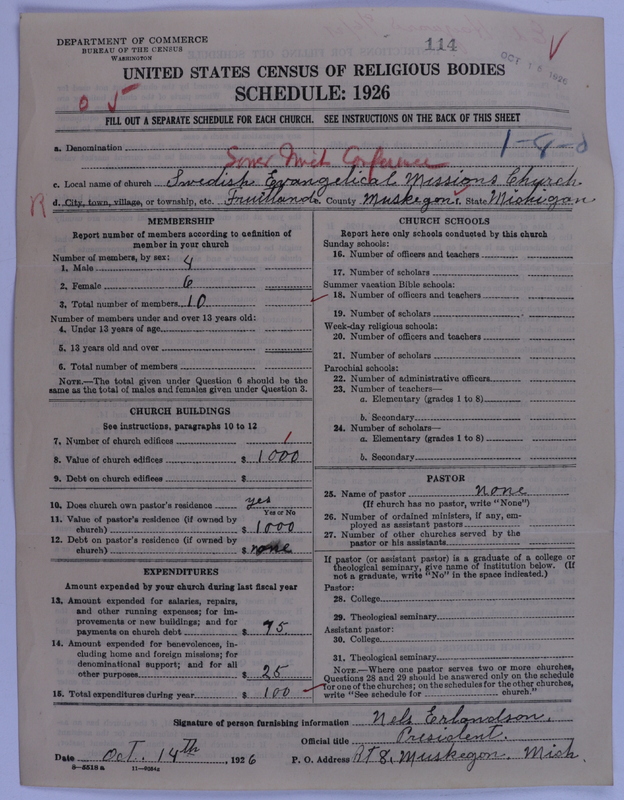 DEPARTMENT OF COMMERCE
BUREAU OF THE CENSUS
WASHINGTON
114
OCT 16 1926
UNITED STATES CENSUS OF RELIGIOUS BODIES
SCHEDULE: 1926
FILL OUT A SEPARATE SCHEDULE FOR EACH CHURCH. SEE INSTRUCTIONS ON THE BACK OF THIS SHEET
a. Denomination
1-8-0
Conference
c. Local name of church Swedish Evangelical Missions Church
R d. City, town, village, or township, etc. Fruitland e. County Muskegon f. State Michigan
MEMBERSHIP
Report number of members according to definition of
member in your church
Number of members, by sex:
1. Male 4
2. Female 6
3. Total number of members 10
Number of members under and over 13 years old:
4. Under 13 years of age
5. 13 years old and over
6. Total number of members
NOTE.—The total given under Question 6 should be the
same as the total of males and females given under Question 3.
CHURCH BUILDINGS
See instructions, paragraphs 10 to 12
7. Number of church edifices 1
8. Value of church edifices $ 1000
9. Debt on church edifices $
10. Does church own pastor's residence yes
Yes or No
11. Value of pastor's residence (if owned by
church) $ 1000
12. Debt on pastor's residence (if owned by
church) $ none
EXPENDITURES
Amount expended by your church during last fiscal year
13. Amount expended for salaries, repairs,
and other running expenses; for im-
provements or new buildings; and for
payments on church debt $ 75
14. Amount expended for benevolences, in-
cluding home and foreign missions; for
denominational support; and for all
other purposes $ 25
15. Total expenditures during year $ 100
CHURCH SCHOOLS
Report here only schools conducted by this church
Sunday schools:
16. Number of officers and teachers
17. Number of scholars
Summer vacation Bible schools:
18. Number of officers and teachers
19. Number of scholars
Week-day religious schools:
20. Number of officers and teachers
21. Number of scholars
Parochial schools:
22. Number of administrative officers
23. Number of teachers—
a. Elementary (grades 1 to 8)
b. Secondary
24. Number of scholars—
a. Elementary (grades 1 to 8)
b. Secondary
PASTOR
25. Name of pastor none
(If church has no pastor, write "None")
26. Number of ordained ministers, if any, em-
ployed as assistant pastors
27. Number of other churches served by the
pastor or his assistants
If pastor (or assistant pastor) is a graduate of a college or
theological seminary, give name of institution below. (If
not a graduate, write "No" in the space indicated.)
Pastor:
28. College
29. Theological seminary
Assistant pastor:
30. College
31. Theological seminary
NOTE.—Where one pastor serves two or more churches,
Questions 28 and 29 should be answered only on the schedule
for one of the churches; on the schedules for the other churches,
write "See schedule for church."
Signature of person furnishing information Nels Erlandson
Official title President.
Date Oct. 14th, 1926 P. O. Address Rt 8, Muskegon, Mich